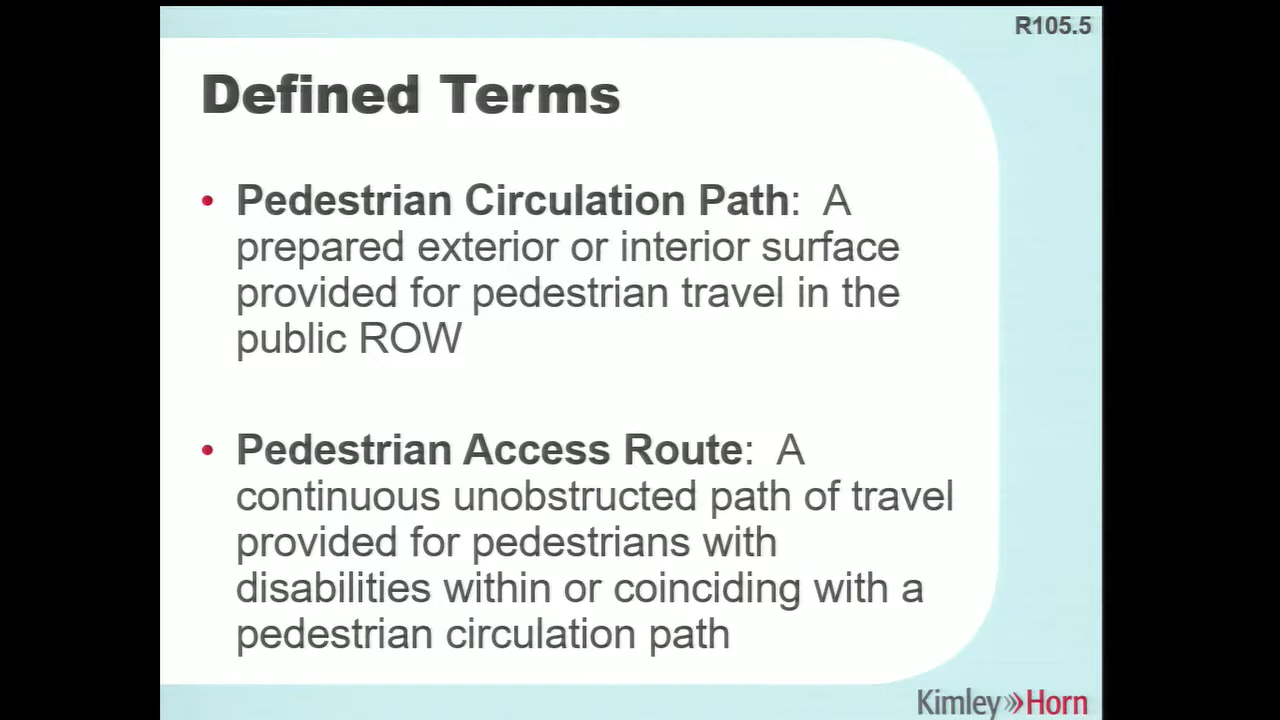 R105.5
Defined Terms
• Pedestrian Circulation Path: A
prepared exterior or interior surface
provided for pedestrian travel in the
public ROW
• Pedestrian Access Route: A
continuous unobstructed path of travel
provided for pedestrians with
disabilities within or coinciding with a
pedestrian circulation path
Kimley»Horn